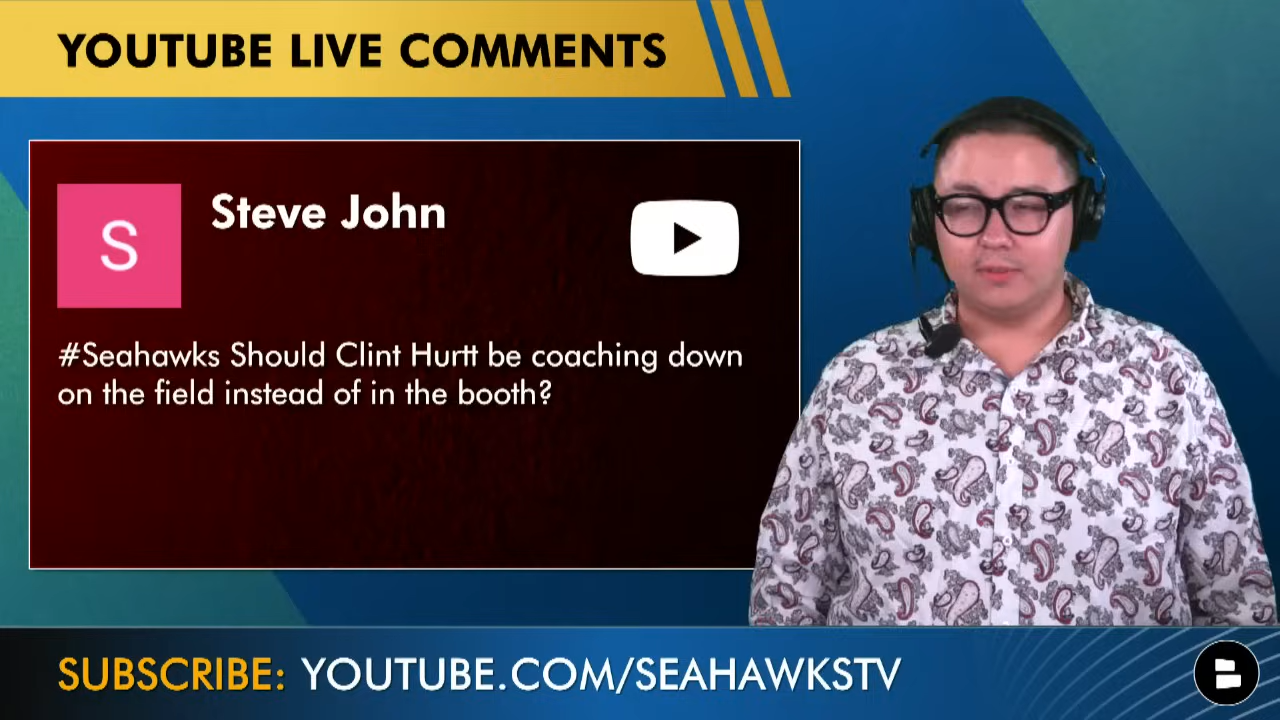 YOUTUBE LIVE COMMENTS
S
Steve John
#Seahawks Should Clint Hurtt be coaching down
on the field instead of in the booth?
SUBSCRIBE: YOUTUBE.COM/SEAHAWKSTV